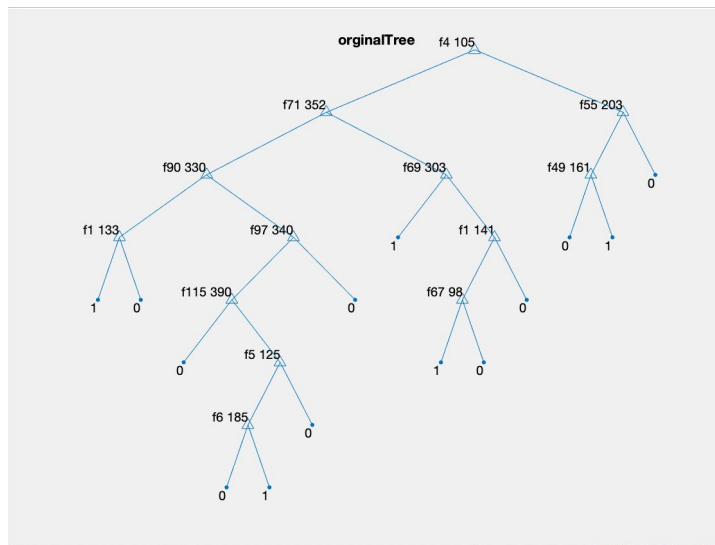 orginalTree
f4 105
f71 352
f55 203
f90 330
f69 303
f49 161
0
f1 133
f97 340
1
f1 141
0
1
1
0
f115 390
0
f67 98
0
0
f5 125
1
0
f6 185
0
0
1